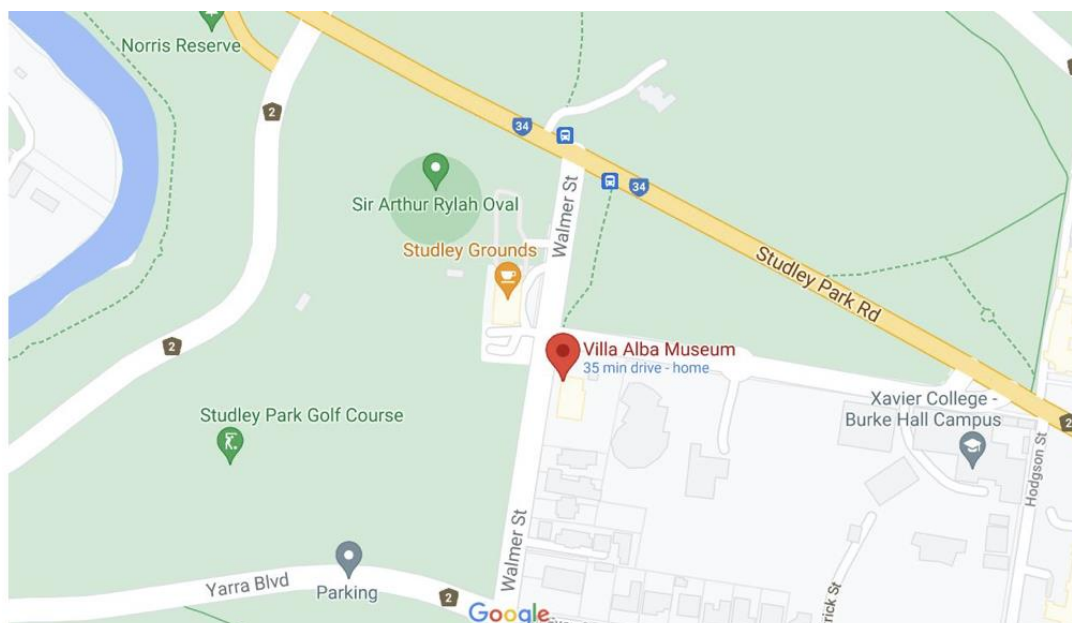 Norris Reserve
2
34
Sir Arthur Rylah Oval
34
Walmer St
Studley Grounds
Studley Park Rd
2
Villa Alba Museum
35 min drive - home
Xavier College -
Burke Hall Campus
Studley Park Golf Course
2
Hodgson St
Walmer St
Yarra Blvd
Parking
2
Google